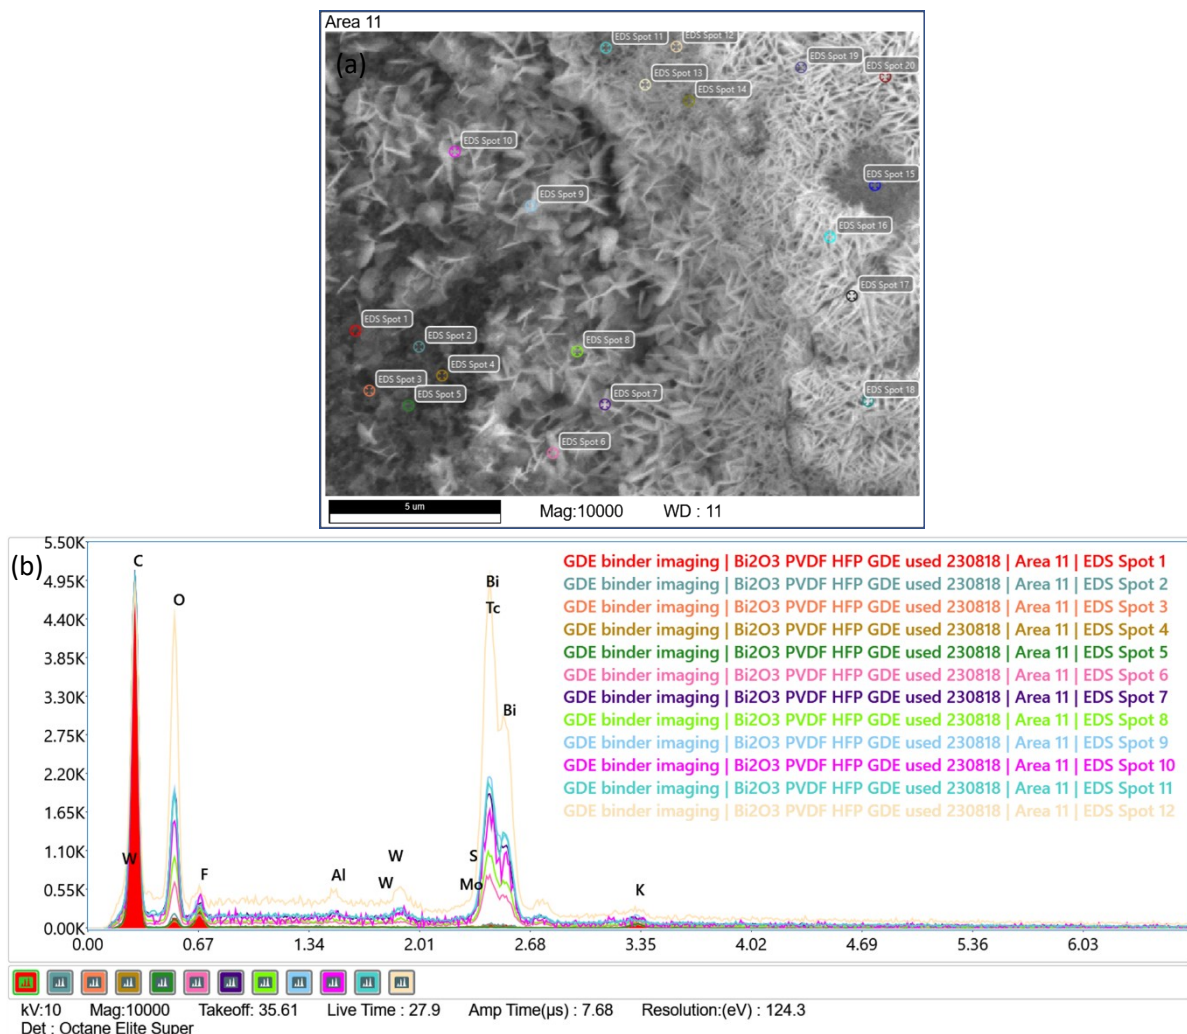 Area 11
(a)
EDS Spot 11
EDS Spot 12
EDS Spot 19
EDS Spot 13
EDS Spot 20
EDS Spot 14
EDS Spot 10
EDS Spot 15
EDS Spot 9
EDS Spot 16
EDS Spot 17
EDS Spot 1
EDS Spot 2
EDS Spot 8
EDS Spot 4
EDS Spot 3
EDS Spot 18
EDS Spot 5
EDS Spot 7
EDS Spot 6
5 um Mag:10000 WD : 11
(b)
5.50K
4.95K
4.40K
3.85K
3.30K
2.75K
2.20K
1.65K
1.10K
0.55K
0.00K
C
O
Bi
Tc
Bi
W
F
Al
W
W
S
Mo
K
GDE binder imaging | Bi2O3 PVDF HFP GDE used 230818 | Area 11 | EDS Spot 1
GDE binder imaging | Bi2O3 PVDF HFP GDE used 230818 | Area 11 | EDS Spot 2
GDE binder imaging | Bi2O3 PVDF HFP GDE used 230818 | Area 11 | EDS Spot 3
GDE binder imaging | Bi2O3 PVDF HFP GDE used 230818 | Area 11 | EDS Spot 4
GDE binder imaging | Bi2O3 PVDF HFP GDE used 230818 | Area 11 | EDS Spot 5
GDE binder imaging | Bi2O3 PVDF HFP GDE used 230818 | Area 11 | EDS Spot 6
GDE binder imaging | Bi2O3 PVDF HFP GDE used 230818 | Area 11 | EDS Spot 7
GDE binder imaging | Bi2O3 PVDF HFP GDE used 230818 | Area 11 | EDS Spot 8
GDE binder imaging | Bi2O3 PVDF HFP GDE used 230818 | Area 11 | EDS Spot 9
GDE binder imaging | Bi2O3 PVDF HFP GDE used 230818 | Area 11 | EDS Spot 10
GDE binder imaging | Bi2O3 PVDF HFP GDE used 230818 | Area 11 | EDS Spot 11
GDE binder imaging | Bi2O3 PVDF HFP GDE used 230818 | Area 11 | EDS Spot 12
0.00 0.67 1.34 2.01 2.68 3.35 4.02 4.69 5.36 6.03
kV:10 Mag:10000 Takeoff: 35.61 Live Time : 27.9 Amp Time(µs) : 7.68 Resolution:(eV) : 124.3
Det : Octane Elite Super